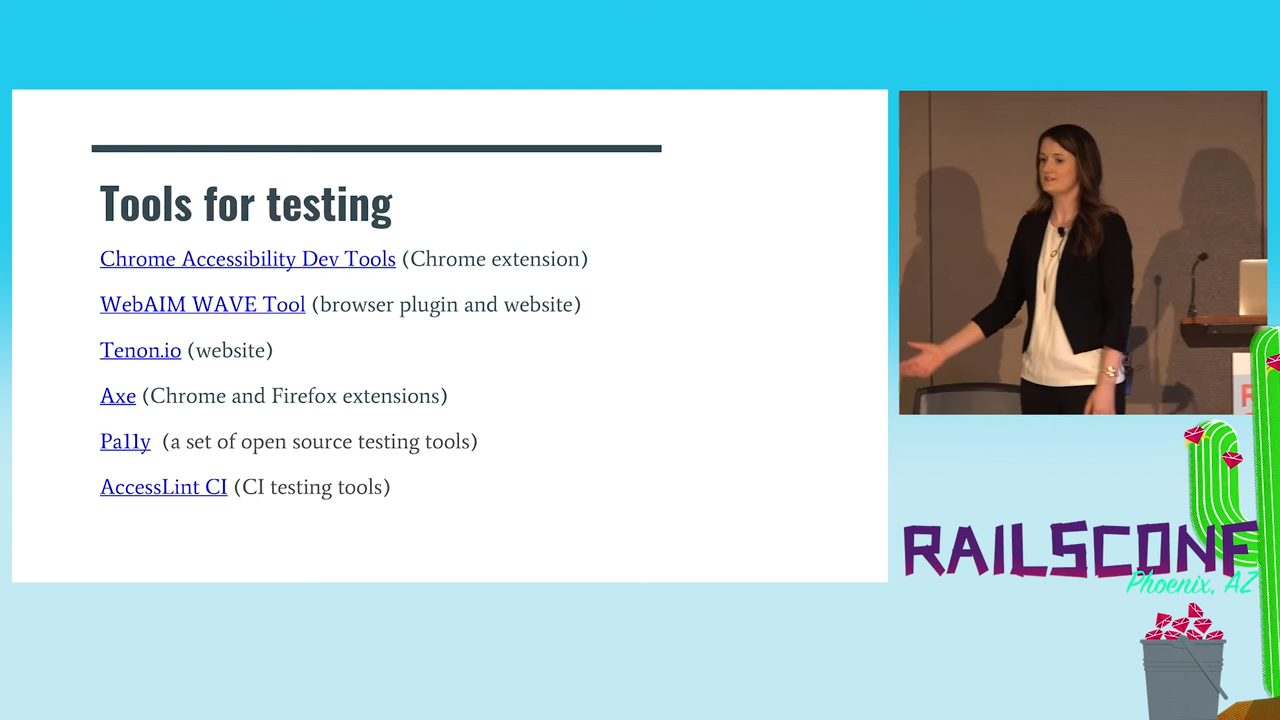 Tools for testing
Chrome Accessibility Dev Tools (Chrome extension)
WebAIM WAVE Tool (browser plugin and website)
Tenon.io (website)
Axe (Chrome and Firefox extensions)
Pa11y (a set of open source testing tools)
AccessLint CI (CI testing tools)
RAILSCONF
Phoenix, AZ